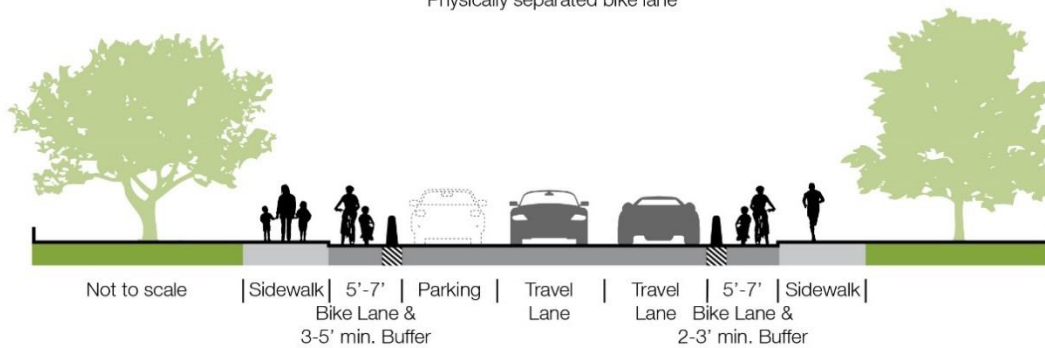 Physically separated bike lane
Not to scale
Sidewalk
5'-7'
Bike Lane &
3-5' min. Buffer
Parking
Travel
Lane
Travel
Lane
5'-7'
Bike Lane &
2-3' min. Buffer
Sidewalk